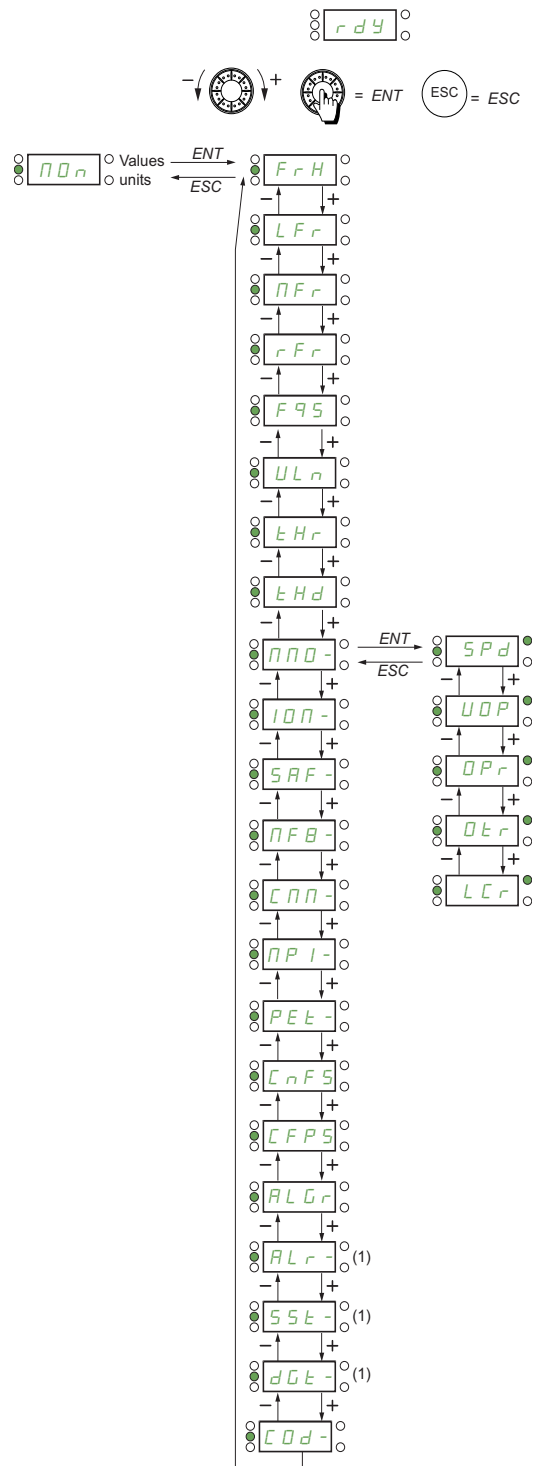 rdY
− + = ENT ESC = ESC
MOn Values units ENT ESC FrH
− +
LFr
− +
MFr
− +
rFr
− +
Fq5
− +
ULn
− +
tHr
− +
tHd
− +
MMO- ENT ESC SPd
− +
UOP
− +
OPr
− +
Otr
− +
LCr
− +
IOM-
− +
SAF-
− +
MFB-
− +
CMM-
− +
MPI-
− +
PEt-
− +
CnFS
− +
CFPS
− +
ALGr
− +
ALr- (1)
− +
SSt- (1)
− +
dGt- (1)
− +
COd-